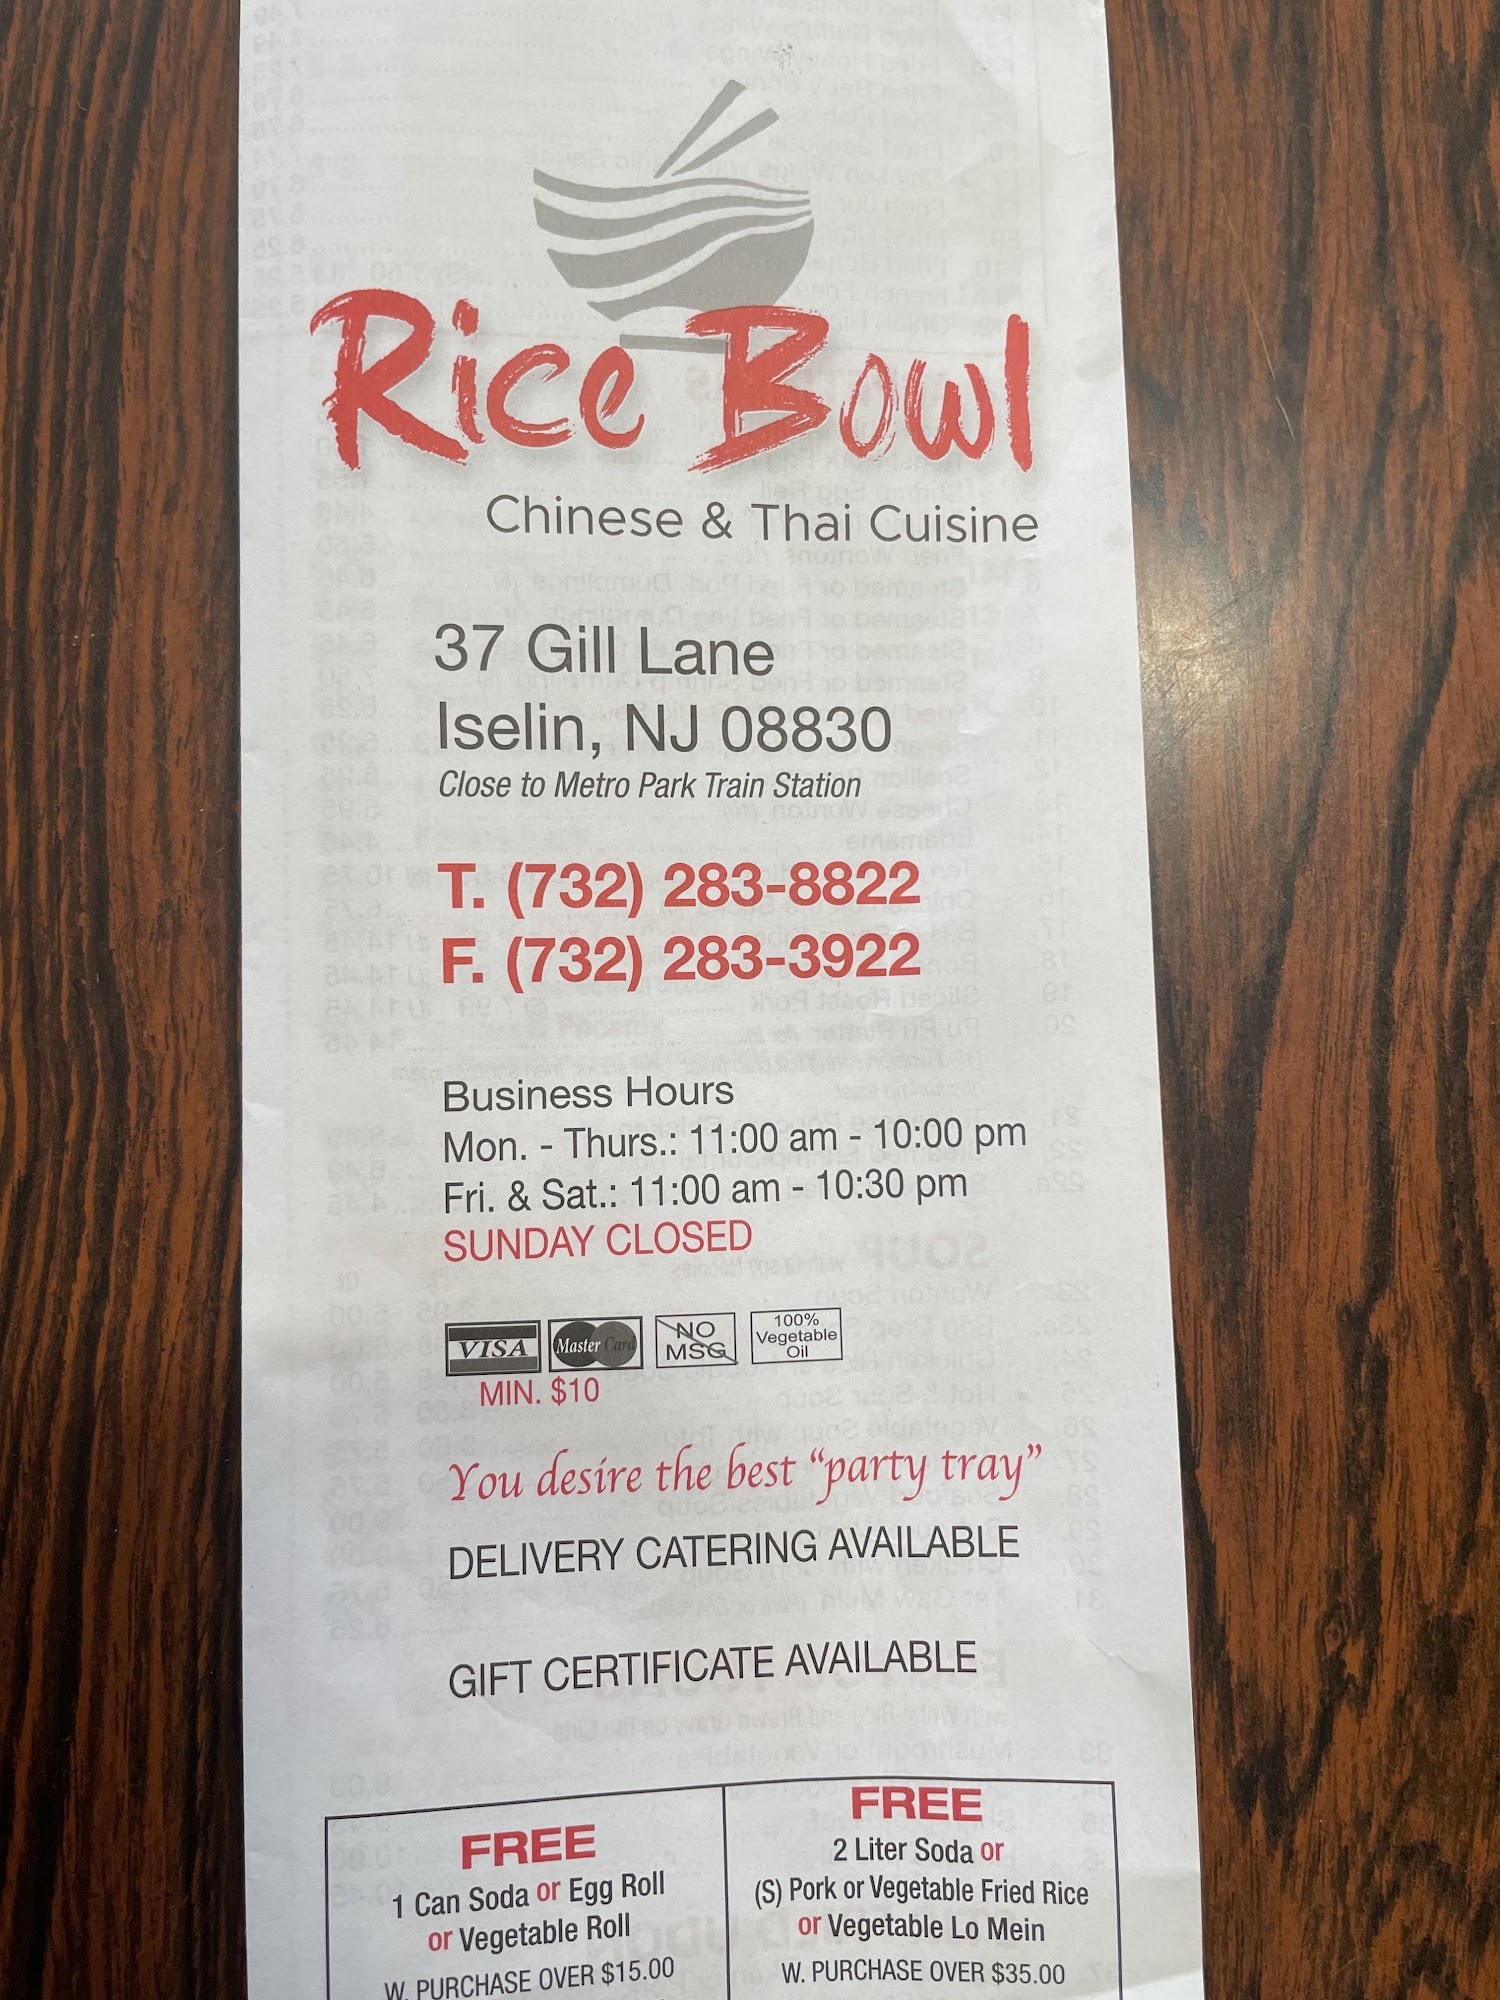 Rice Bowl
Chinese & Thai Cuisine
37 Gill Lane
Iselin, NJ 08830
Close to Metro Park Train Station
T. (732) 283-8822
F. (732) 283-3922
Business Hours
Mon. - Thurs.: 11:00 am - 10:00 pm
Fri. & Sat.: 11:00 am - 10:30 pm
SUNDAY CLOSED
VISA MasterCard NO MSG 100% Vegetable Oil
MIN. $10
You desire the best “party tray”
DELIVERY CATERING AVAILABLE
GIFT CERTIFICATE AVAILABLE
FREE
1 Can Soda or Egg Roll
or Vegetable Roll
W. PURCHASE OVER $15.00
FREE
2 Liter Soda or
(S) Pork or Vegetable Fried Rice
or Vegetable Lo Mein
W. PURCHASE OVER $35.00